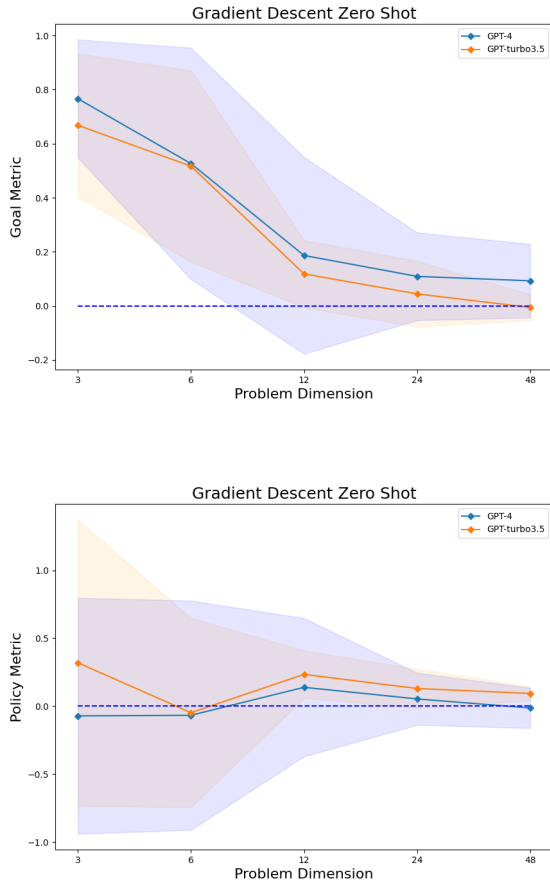 Gradient Descent Zero Shot
GPT-4
GPT-turbo3.5
1.0
0.8
0.6
0.4
0.2
0.0
−0.2
Goal Metric
3 6 12 24 48
Problem Dimension
Gradient Descent Zero Shot
GPT-4
GPT-turbo3.5
1.0
0.5
0.0
−0.5
−1.0
Policy Metric
3 6 12 24 48
Problem Dimension